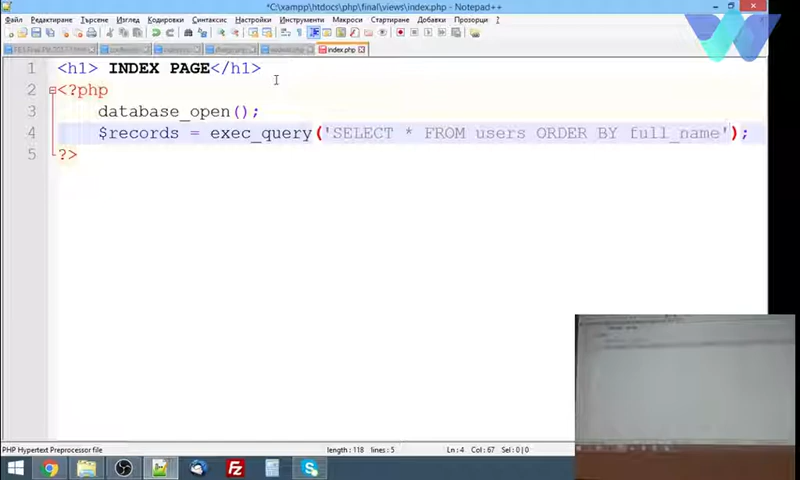 *C:\xampp\htdocs\php\final\views\index.php - Notepad++
Файл Редактиране Търсене Изглед Кодировки Синтаксис Настройки Инструменти Макроси Стартиране Добавки Прозорци ?
index.php
1 <h1> INDEX PAGE</h1>
2 <?php
3 database_open();
4 $records = exec_query('SELECT * FROM users ORDER BY full_name');
5 ?>
PHP Hypertext Preprocessor file length : 118 lines : 5 Ln : 4 Col : 67 Sel : 0 | 0